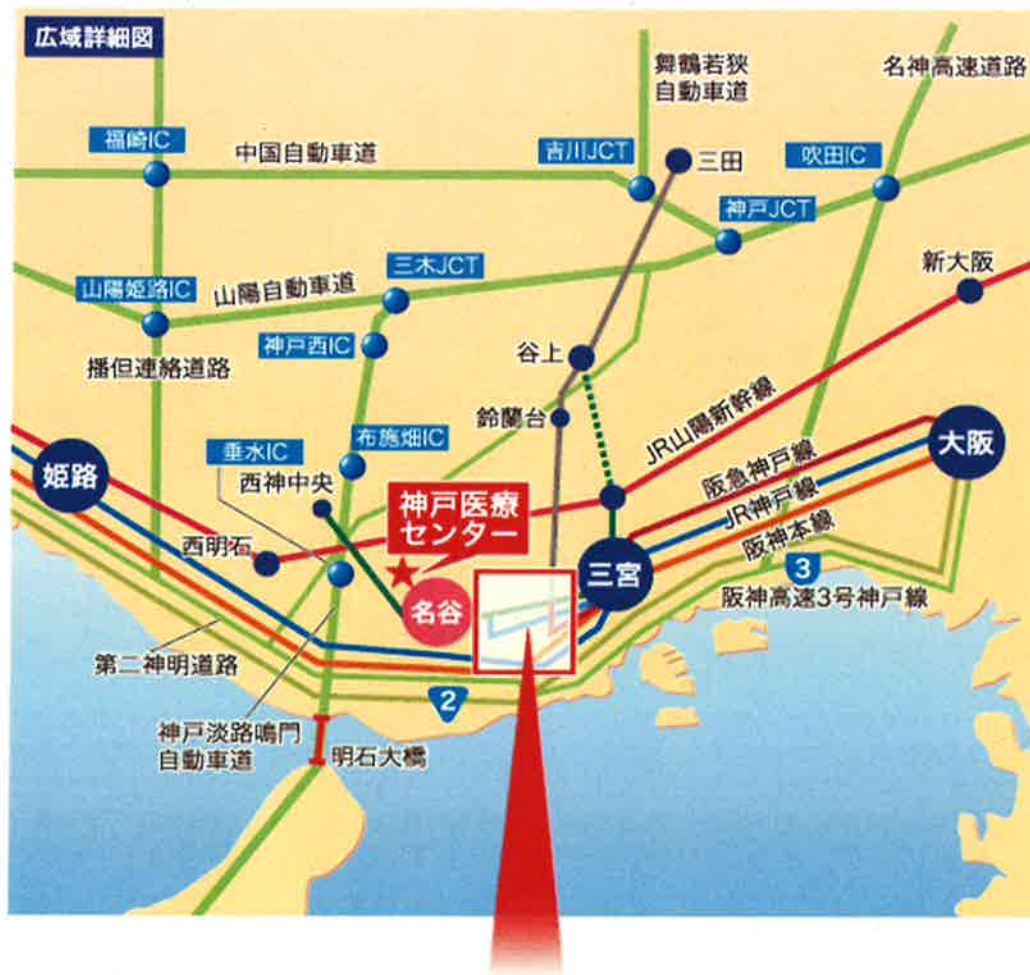 広域詳細図
舞鶴若狭
自動車道
名神高速道路
福崎IC
中国自動車道
吉川JCT
三田
吹田IC
神戸JCT
三木JCT
新大阪
山陽姫路IC
山陽自動車道
神戸西IC
谷上
播但連絡道路
鈴蘭台
JR山陽新幹線
布施畑IC
垂水IC
阪急神戸線
大阪
姫路
西神中央
神戸医療
センター
JR神戸線
阪神本線
西明石
三宮
3
名谷
阪神高速3号神戸線
第二神明道路
2
神戸淡路鳴門
自動車道
明石大橋